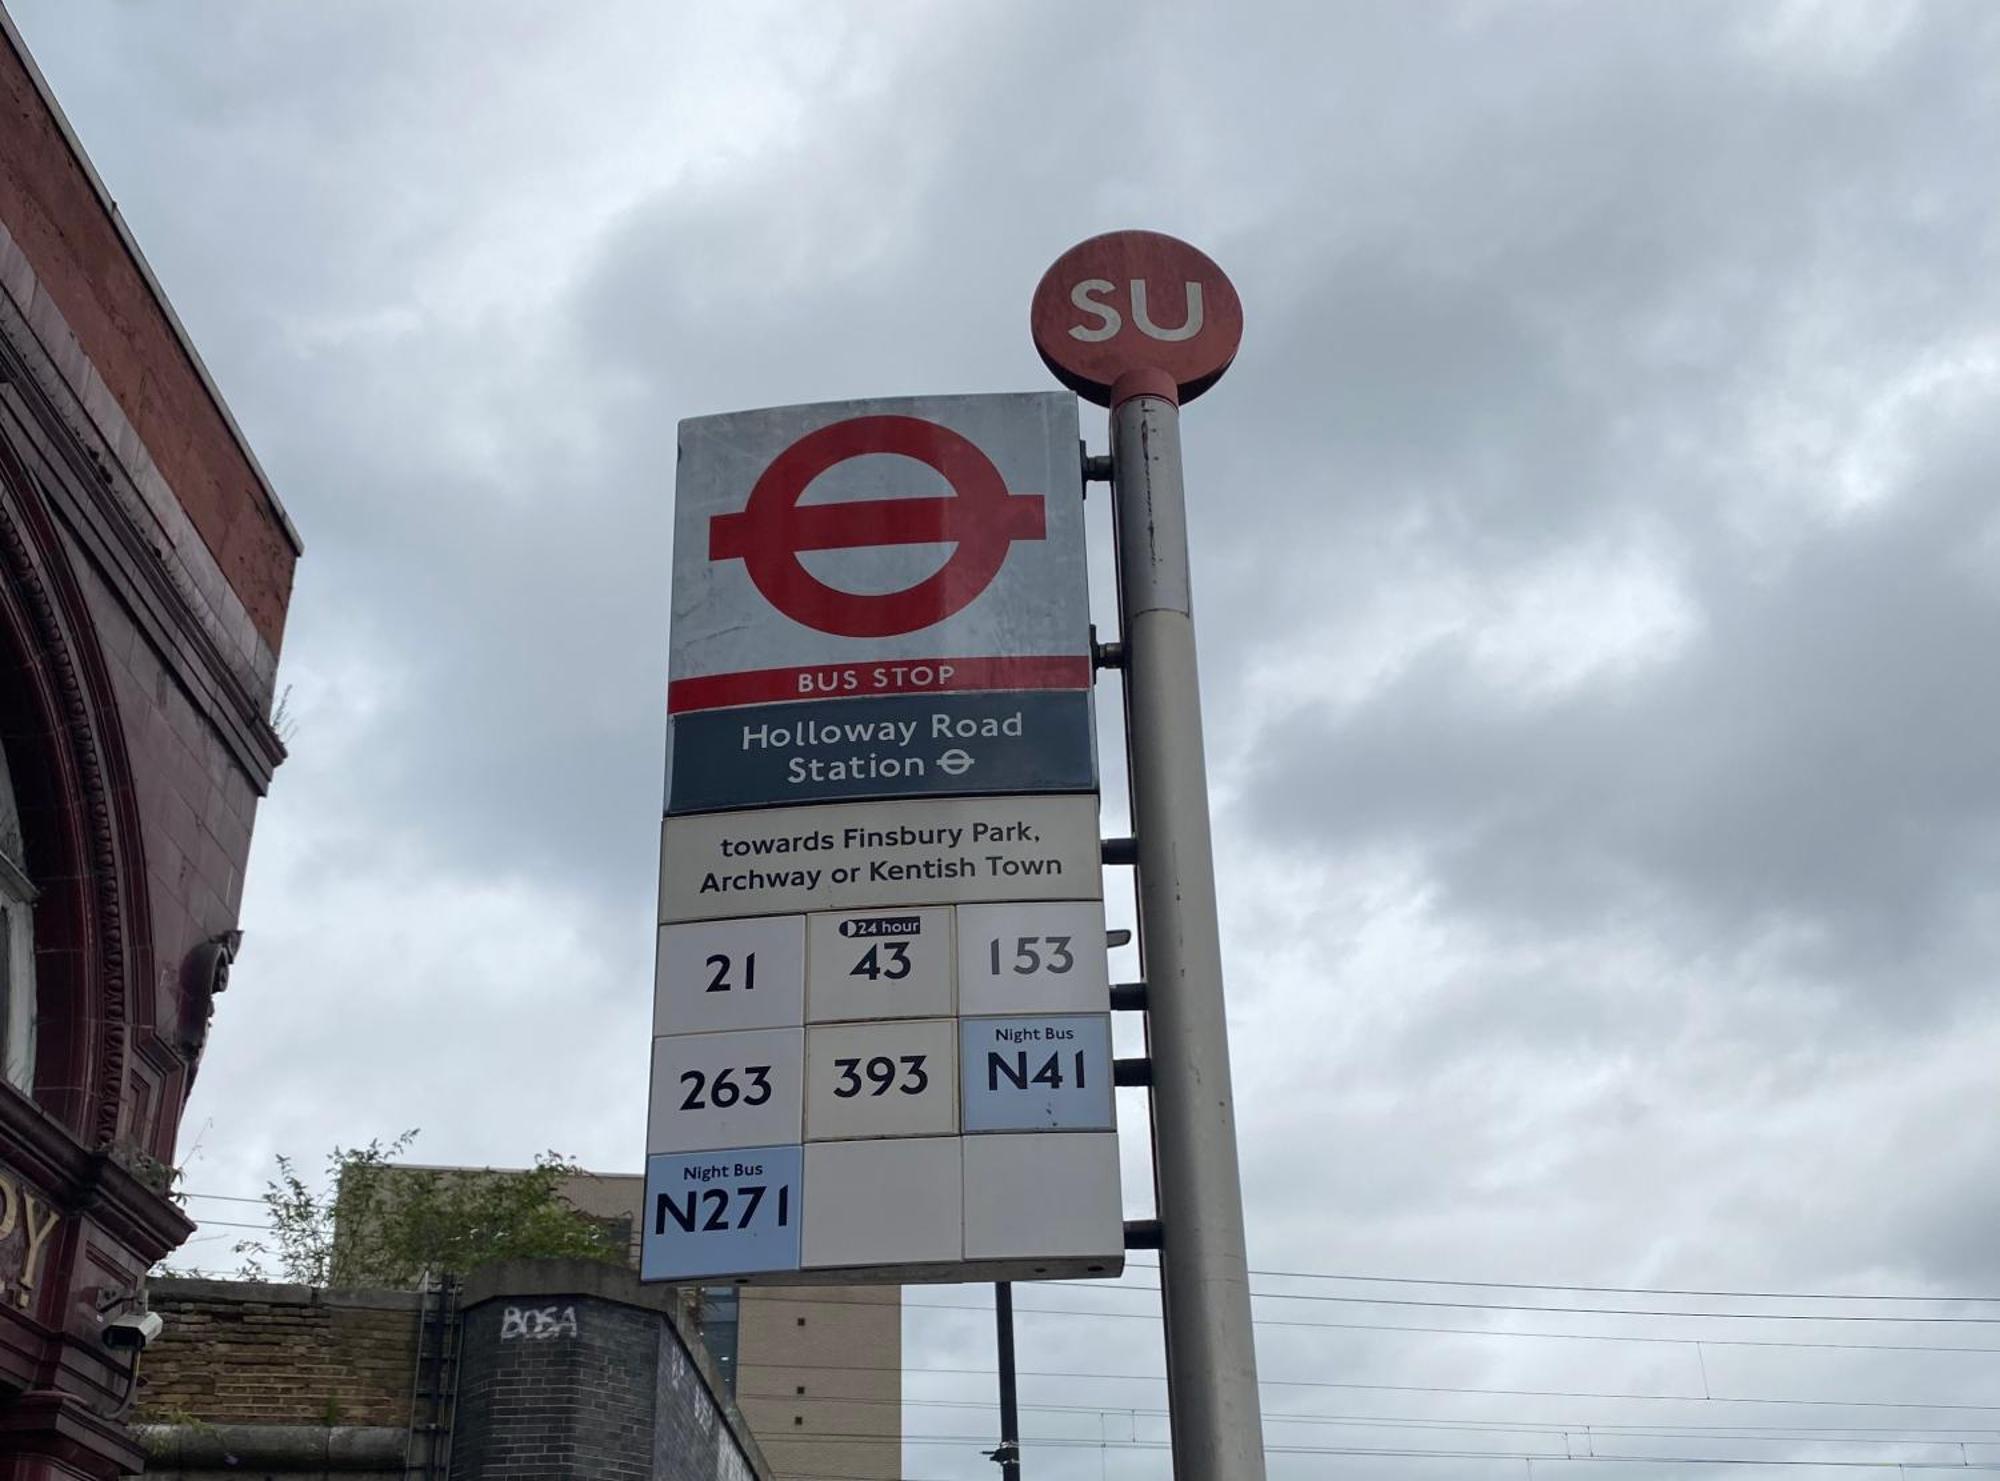 SU
BUS STOP
Holloway Road
Station
towards Finsbury Park,
Archway or Kentish Town
21
24 hour
43
153
263
393
Night Bus
N41
Night Bus
N271
BOSA